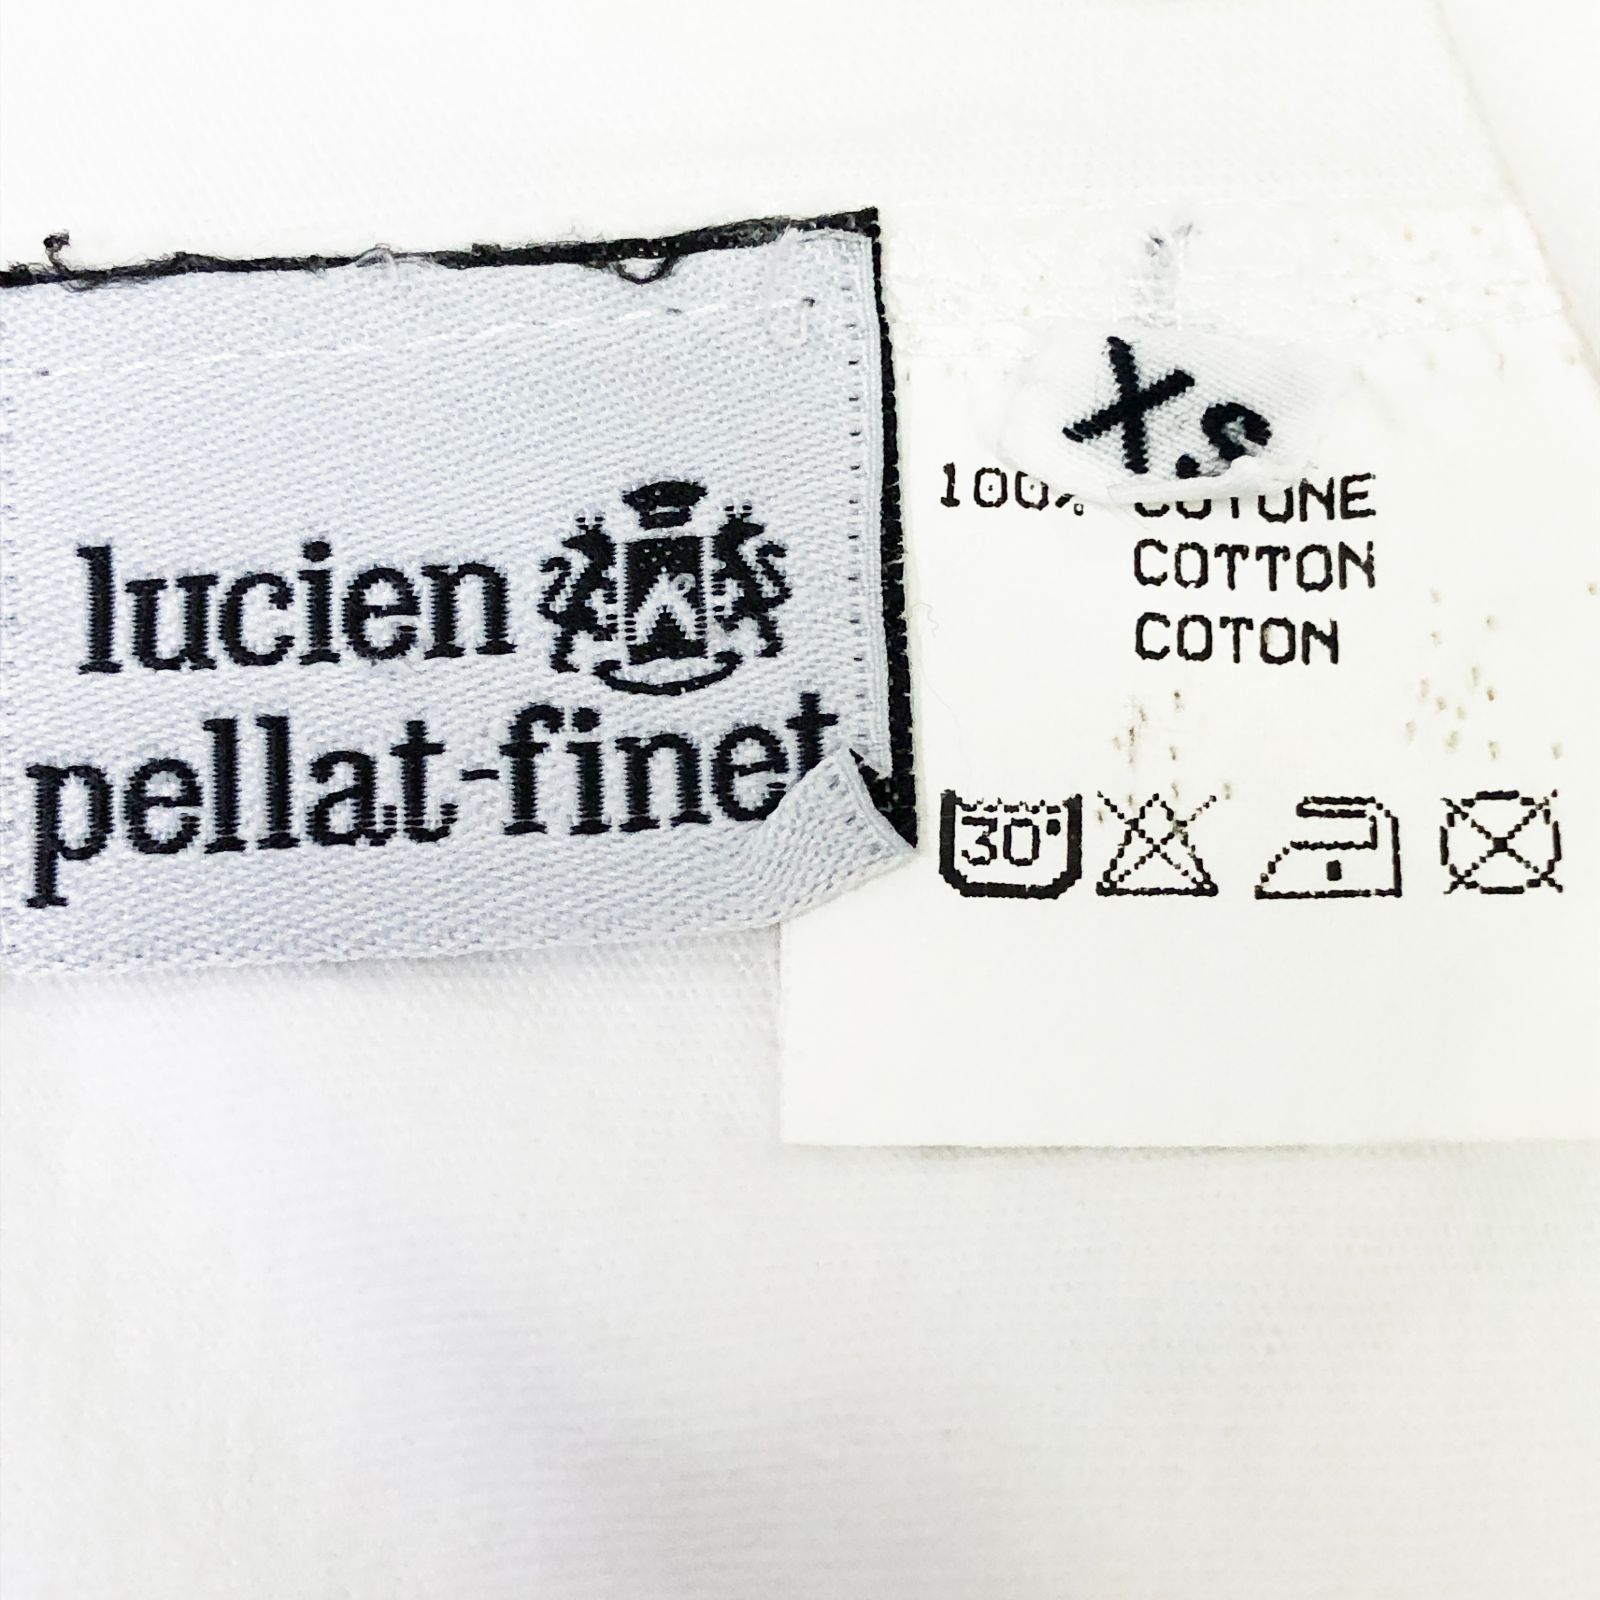 lucien
pellat-finet
X.S
100% COTONE
COTTON
COTON
30°